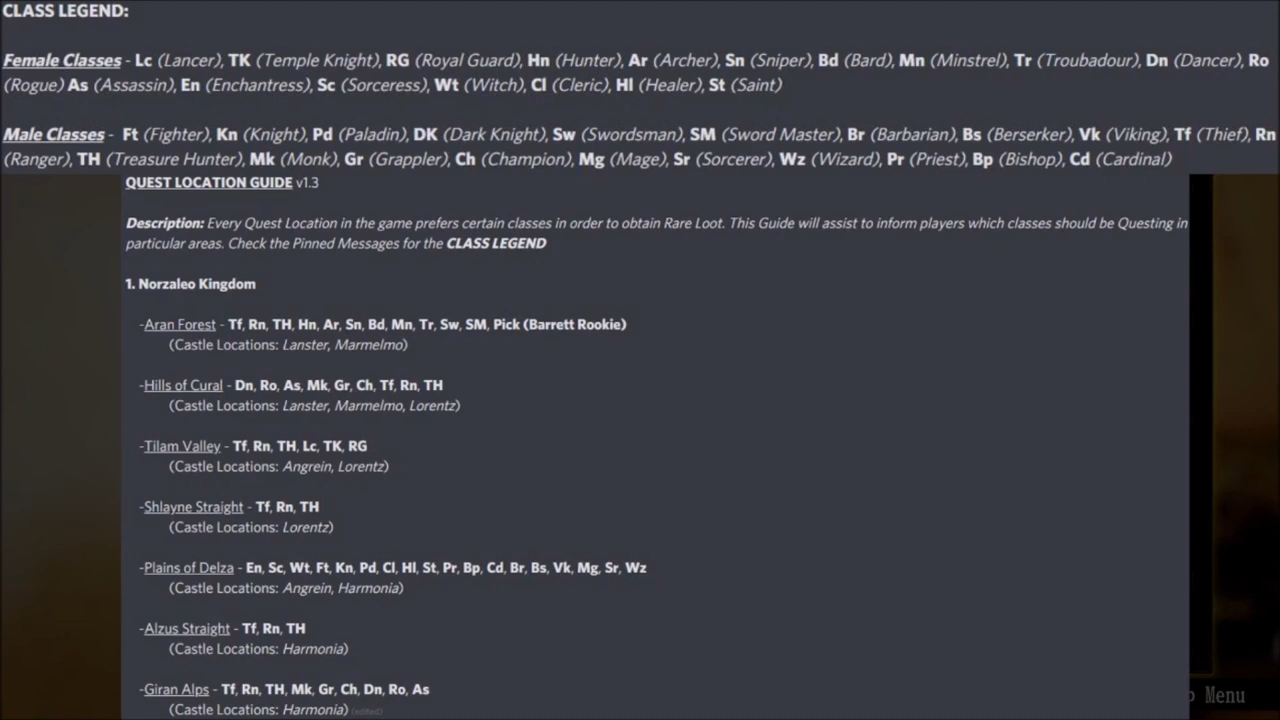 CLASS LEGEND:
Female Classes - Lc (Lancer), TK (Temple Knight), RG (Royal Guard), Hn (Hunter), Ar (Archer), Sn (Sniper), Bd (Bard), Mn (Minstrel), Tr (Troubadour), Dn (Dancer), Ro
(Rogue) As (Assassin), En (Enchantress), Sc (Sorceress), Wt (Witch), Cl (Cleric), Hl (Healer), St (Saint)
Male Classes - Ft (Fighter), Kn (Knight), Pd (Paladin), DK (Dark Knight), Sw (Swordsman), SM (Sword Master), Br (Barbarian), Bs (Berserker), Vk (Viking), Tf (Thief), Rn
(Ranger), TH (Treasure Hunter), Mk (Monk), Gr (Grappler), Ch (Champion), Mg (Mage), Sr (Sorcerer), Wz (Wizard), Pr (Priest), Bp (Bishop), Cd (Cardinal)
QUEST LOCATION GUIDE v1.3
Description: Every Quest Location in the game prefers certain classes in order to obtain Rare Loot. This Guide will assist to inform players which classes should be Questing in
particular areas. Check the Pinned Messages for the CLASS LEGEND
1. Norzaleo Kingdom
-Aran Forest - Tf, Rn, TH, Hn, Ar, Sn, Bd, Mn, Tr, Sw, SM, Pick (Barrett Rookie)
(Castle Locations: Lanster, Marmelmo)
-Hills of Cural - Dn, Ro, As, Mk, Gr, Ch, Tf, Rn, TH
(Castle Locations: Lanster, Marmelmo, Lorentz)
-Tilam Valley - Tf, Rn, TH, Lc, TK, RG
(Castle Locations: Angrein, Lorentz)
-Shlayne Straight - Tf, Rn, TH
(Castle Locations: Lorentz)
-Plains of Delza - En, Sc, Wt, Ft, Kn, Pd, Cl, Hl, St, Pr, Bp, Cd, Br, Bs, Vk, Mg, Sr, Wz
(Castle Locations: Angrein, Harmonia)
-Alzus Straight - Tf, Rn, TH
(Castle Locations: Harmonia)
-Giran Alps - Tf, Rn, TH, Mk, Gr, Ch, Dn, Ro, As
(Castle Locations: Harmonia) (edited)
Menu